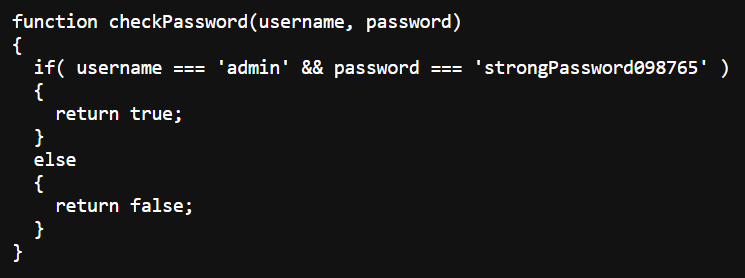 function checkPassword(username, password)
{
  if( username === 'admin' && password === 'strongPassword098765' )
  {
    return true;
  }
  else
  {
    return false;
  }
}